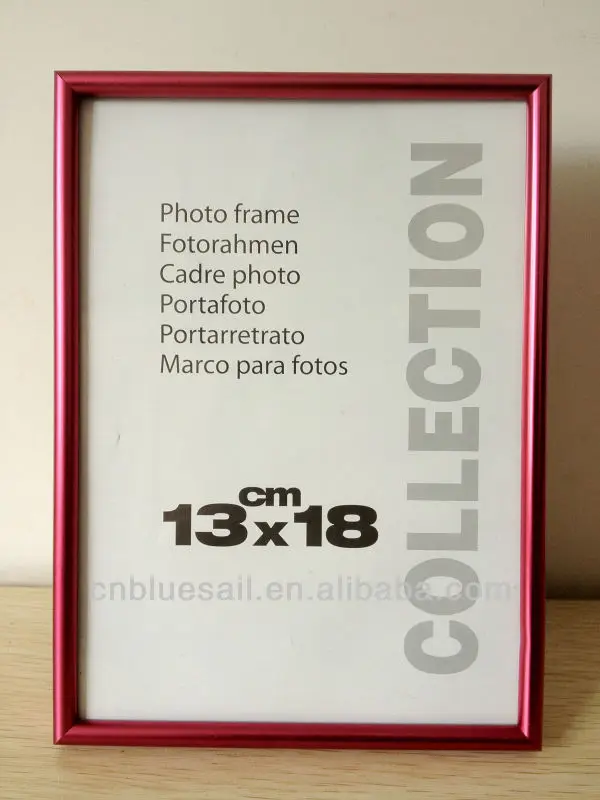 Photo frame
Fotorahmen
Cadre photo
Portafoto
Portarretrato
Marco para fotos
cm
13x18
COLLECTION
cnbluesail.en.alibaba.com